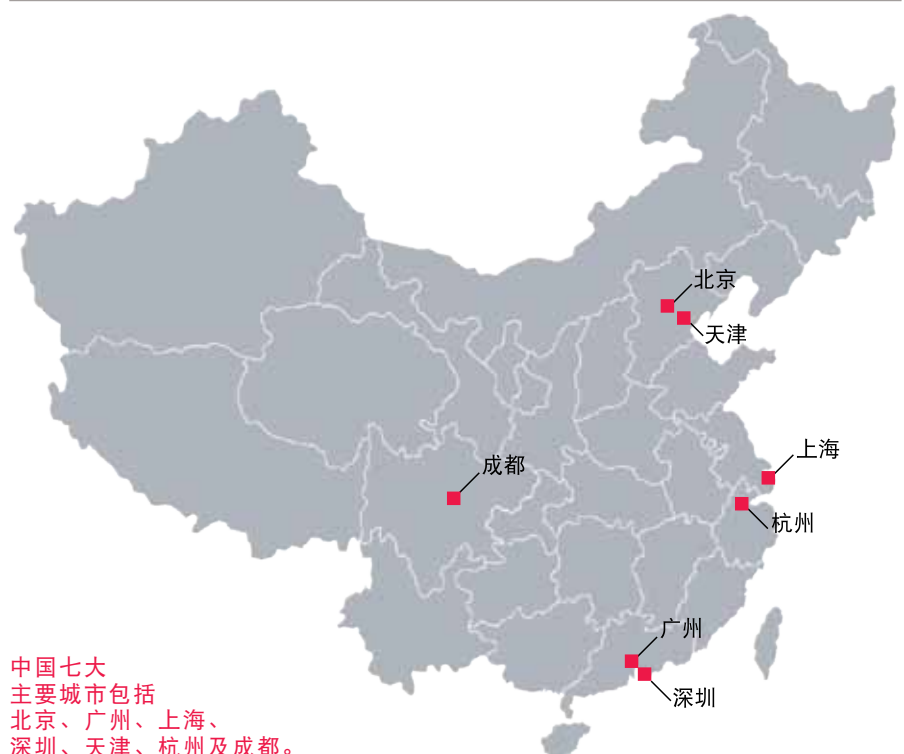 北京
天津
上海
成都
杭州
广州
深圳
中国七大
主要城市包括
北京、广州、上海、
深圳、天津、杭州及成都。